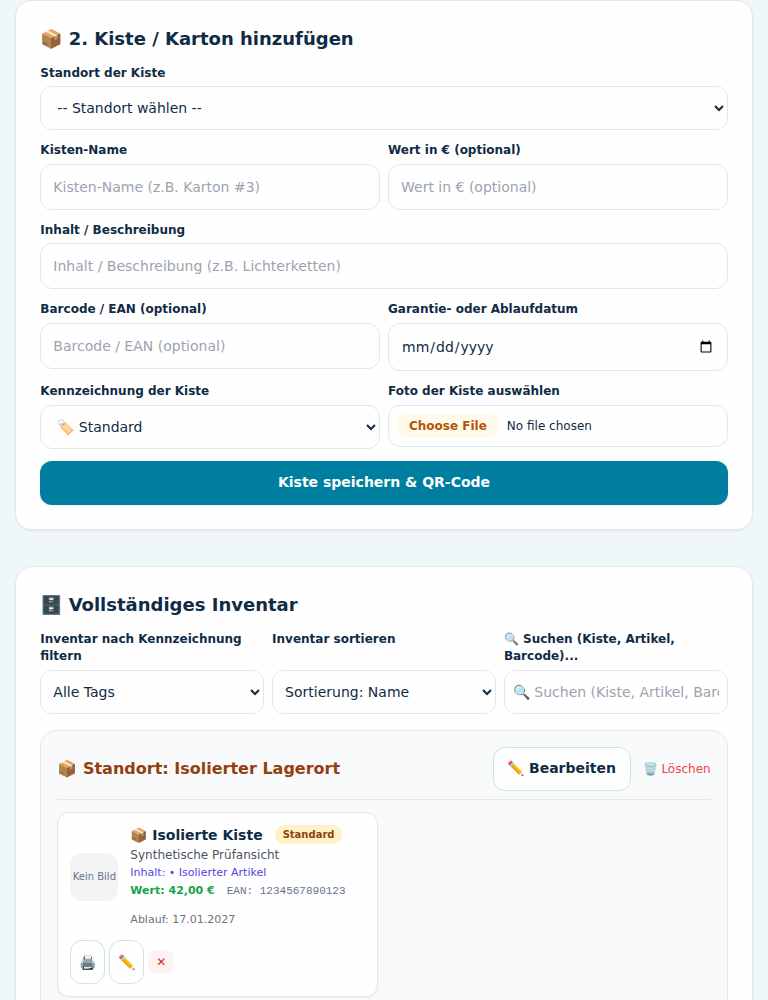 📦 2. Kiste / Karton hinzufügen
Standort der Kiste
-- Standort wählen --
Kisten-Name
Wert in € (optional)
Kisten-Name (z.B. Karton #3)
Wert in € (optional)
Inhalt / Beschreibung
Inhalt / Beschreibung (z.B. Lichterketten)
Barcode / EAN (optional)
Garantie- oder Ablaufdatum
Barcode / EAN (optional)
mm/dd/yyyy
Kennzeichnung der Kiste
Foto der Kiste auswählen
🏷️ Standard
Choose File No file chosen
Kiste speichern & QR-Code
🗄️ Vollständiges Inventar
Inventar nach Kennzeichnung
filtern
Inventar sortieren
🔍 Suchen (Kiste, Artikel,
Barcode)...
Alle Tags
Sortierung: Name
🔍 Suchen (Kiste, Artikel, Bar
📦 Standort: Isolierter Lagerort
✏️ Bearbeiten
🗑️ Löschen
Kein Bild
📦 Isolierte Kiste
Standard
Synthetische Prüfansicht
Inhalt: • Isolierter Artikel
Wert: 42,00 € EAN: 1234567890123
Ablauf: 17.01.2027
🖨️ ✏️ ✕